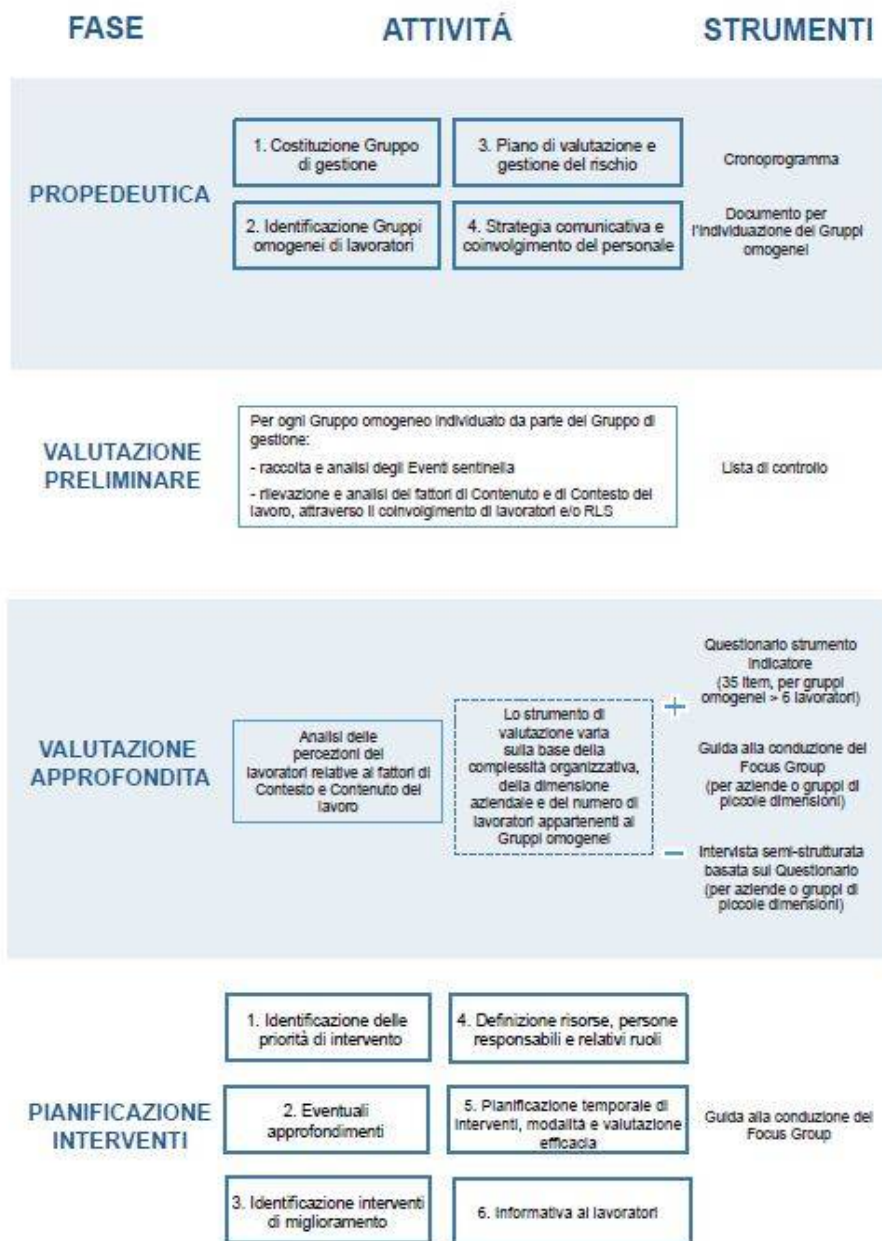 FASE
ATTIVITÁ
STRUMENTI
PROPEDEUTICA
1. Costituzione Gruppo
di gestione
3. Piano di valutazione e
gestione del rischio
2. Identificazione Gruppi
omogenei di lavoratori
4. Strategia comunicativa e
coinvolgimento del personale
Cronoprogramma
Documento per
l'individuazione dei Gruppi
omogenei
VALUTAZIONE
PRELIMINARE
Per ogni Gruppo omogeneo individuato da parte del Gruppo di
gestione:
- raccolta e analisi degli Eventi sentinella
- rilevazione e analisi dei fattori di Contenuto e di Contesto del
lavoro, attraverso il coinvolgimento di lavoratori e/o RLS
Lista di controllo
VALUTAZIONE
APPROFONDITA
Analisi delle
percezioni dei
lavoratori relative ai fattori di
Contesto e Contenuto del
lavoro
Lo strumento di
valutazione varia
sulla base della
complessità organizzativa,
della dimensione
aziendale e del numero di
lavoratori appartenenti ai
Gruppi omogenei
+
Questionario strumento
indicatore
(35 item, per gruppi
omogenei > 6 lavoratori)
Guida alla conduzione dei
Focus Group
(per aziende o gruppi di
piccole dimensioni)
−
Intervista semi-strutturata
basata sul Questionario
(per aziende o gruppi di
piccole dimensioni)
PIANIFICAZIONE
INTERVENTI
1. Identificazione delle
priorità di intervento
4. Definizione risorse, persone
responsabili e relativi ruoli
2. Eventuali
approfondimenti
5. Pianificazione temporale di
interventi, modalità e valutazione
efficacia
3. Identificazione interventi
di miglioramento
6. Informativa ai lavoratori
Guida alla conduzione dei
Focus Group